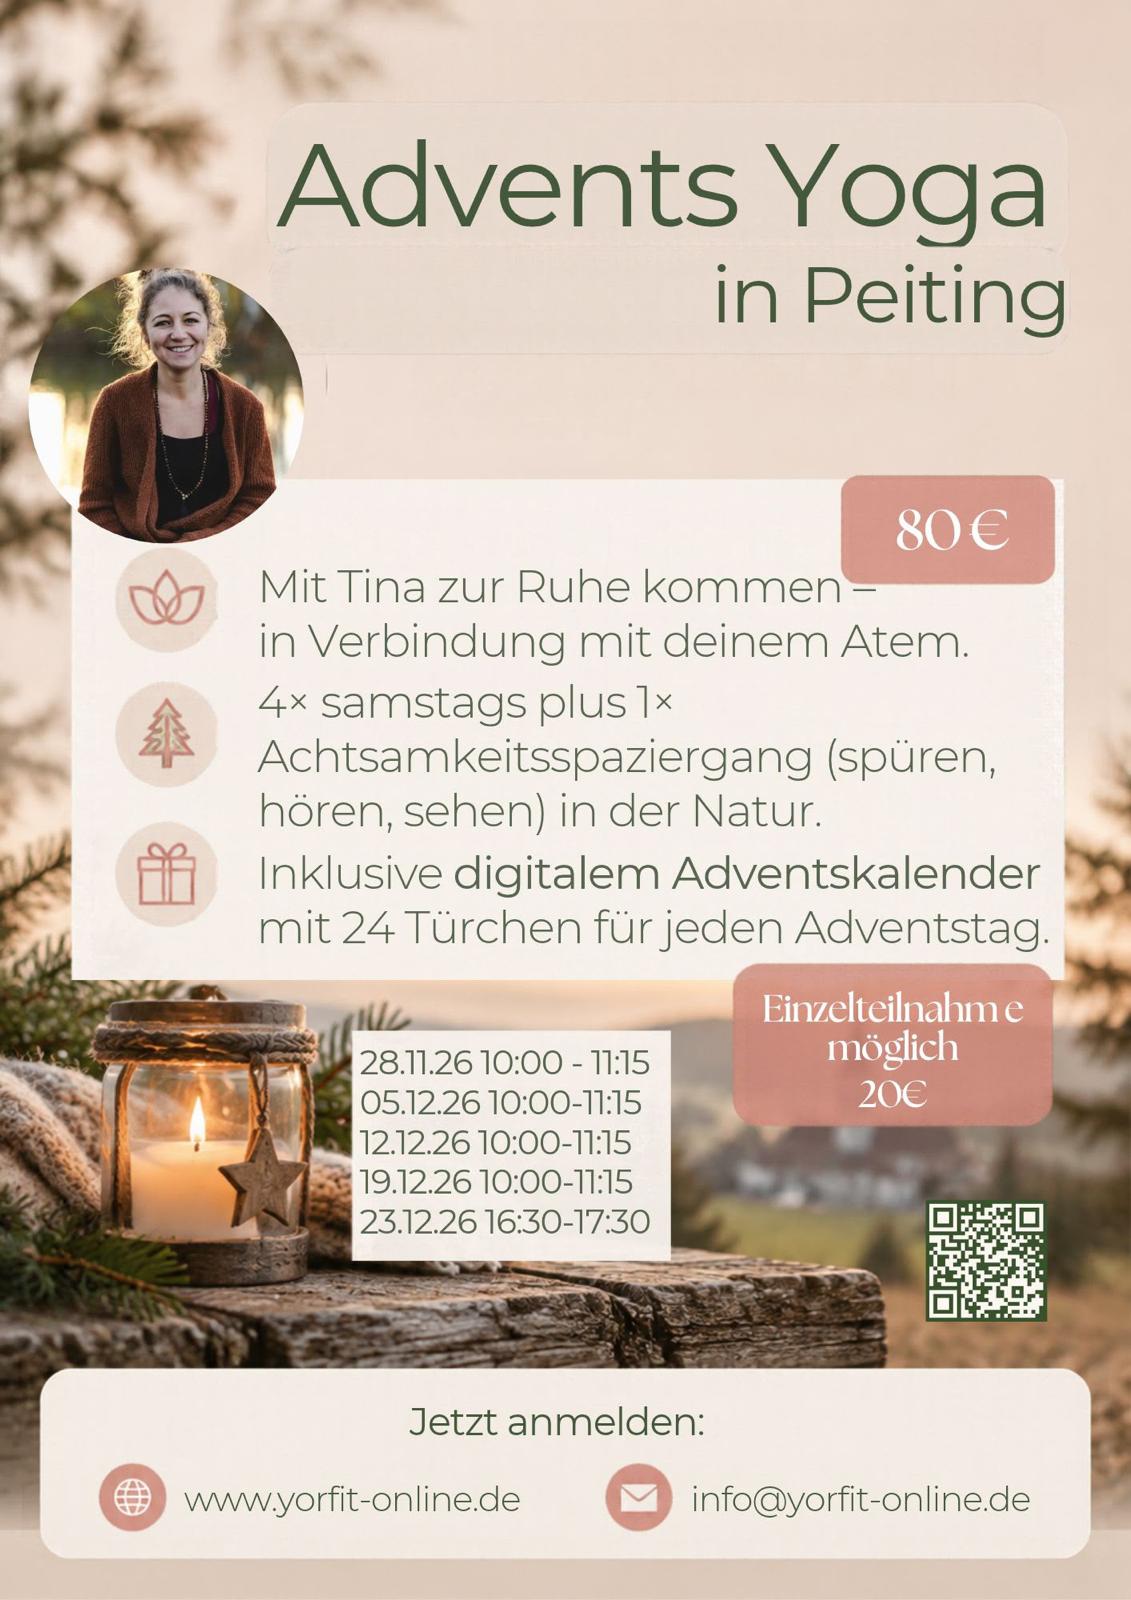 Advents Yoga
in Peiting
80 €
Mit Tina zur Ruhe kommen –
in Verbindung mit deinem Atem.
4× samstags plus 1×
Achtsamkeitsspaziergang (spüren,
hören, sehen) in der Natur.
Inklusive digitalem Adventskalender
mit 24 Türchen für jeden Adventstag.
Einzelteilnahm e
möglich
20€
28.11.26 10:00 - 11:15
05.12.26 10:00-11:15
12.12.26 10:00-11:15
19.12.26 10:00-11:15
23.12.26 16:30-17:30
Jetzt anmelden:
www.yorfit-online.de
info@yorfit-online.de